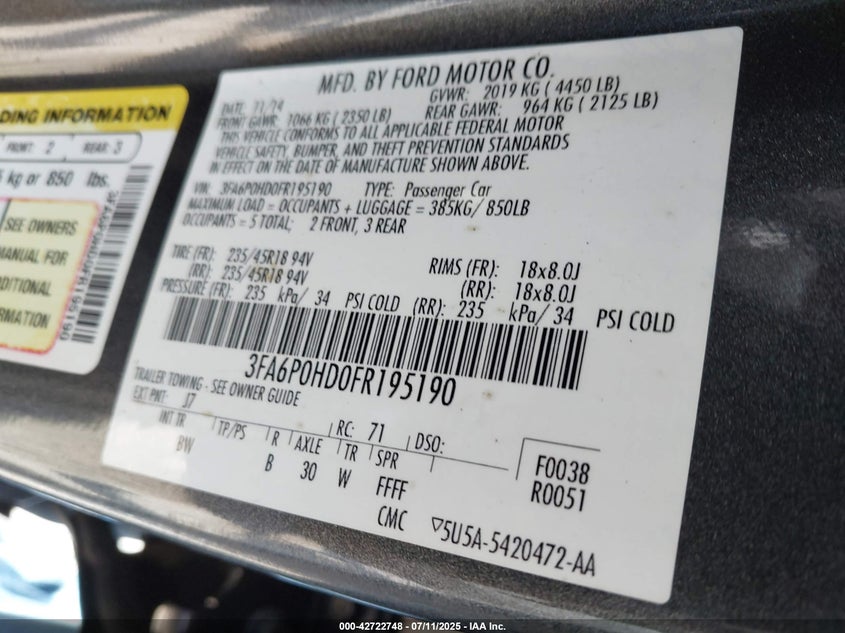 DING INFORMATION
FRONT: 2 REAR: 3
kg or 850 lbs.
SEE OWNERS
MANUAL FOR
DITIONAL
RMATION
MFD. BY FORD MOTOR CO.
DATE: 11/14 GVWR: 2019 KG ( 4450 LB)
FRONT GAWR: 1066 KG ( 2350 LB) REAR GAWR: 964 KG ( 2125 LB)
THIS VEHICLE CONFORMS TO ALL APPLICABLE FEDERAL MOTOR
VEHICLE SAFETY, BUMPER, AND THEFT PREVENTION STANDARDS
IN EFFECT ON THE DATE OF MANUFACTURE SHOWN ABOVE.
VIN: 3FA6P0HD0FR195190 TYPE: Passenger Car
MAXIMUM LOAD = OCCUPANTS + LUGGAGE = 385KG/ 850LB
OCCUPANTS = 5 TOTAL; 2 FRONT, 3 REAR
TIRE (FR): 235/45R18 94V RIMS (FR): 18x8.0J
(RR): 235/45R18 94V (RR): 18x8.0J
PRESSURE (FR): 235 kPa/ 34 PSI COLD (RR): 235 kPa/ 34 PSI COLD
3FA6P0HD0FR195190
TRAILER TOWING - SEE OWNER GUIDE
EXT PNT: J7 RC: 71 DSO:
INT TR TP/PS R AXLE TR SPR
BW B 30 W FFFF
F0038
R0051
CMC
5U5A-5420472-AA
000-42722748 - 07/11/2025 - IAA Inc.